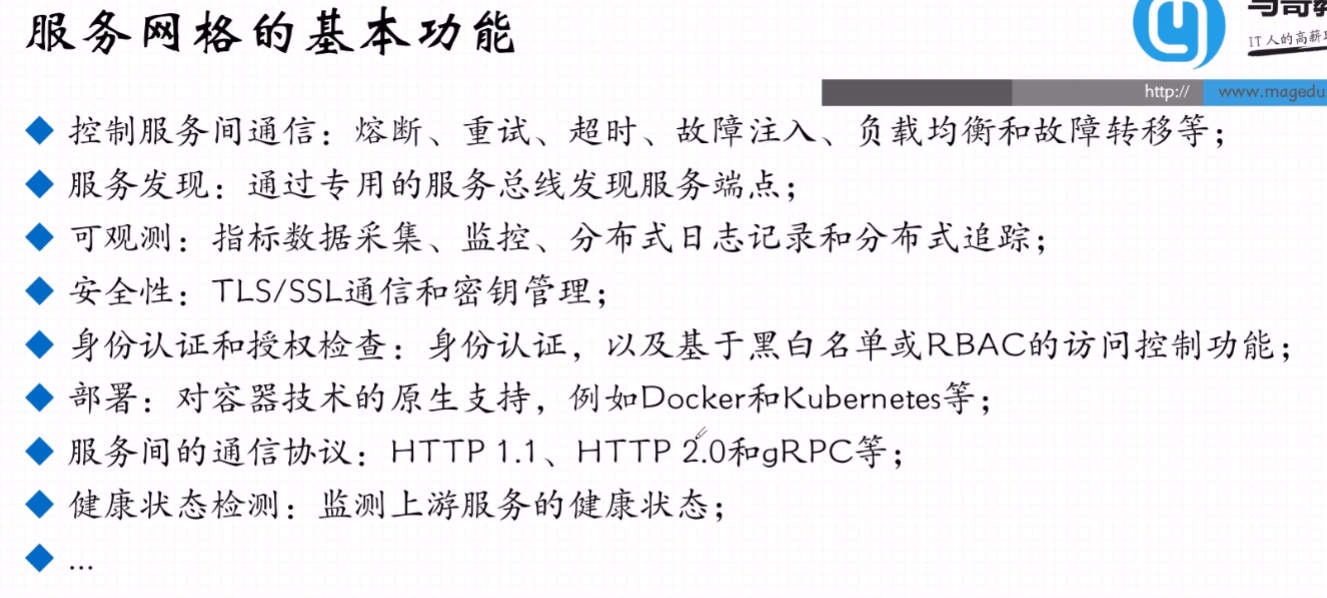 服务网格的基本功能
IT人的高薪
http:// www.magedu
控制服务间通信：熔断、重试、超时、故障注入、负载均衡和故障转移等；
服务发现：通过专用的服务总线发现服务端点；
可观测：指标数据采集、监控、分布式日志记录和分布式追踪；
安全性：TLS/SSL通信和密钥管理；
身份认证和授权检查：身份认证，以及基于黑白名单或RBAC的访问控制功能；
部署：对容器技术的原生支持，例如Docker和Kubernetes等；
服务间的通信协议：HTTP 1.1、HTTP 2.0和gRPC等；
健康状态检测：监测上游服务的健康状态；
...